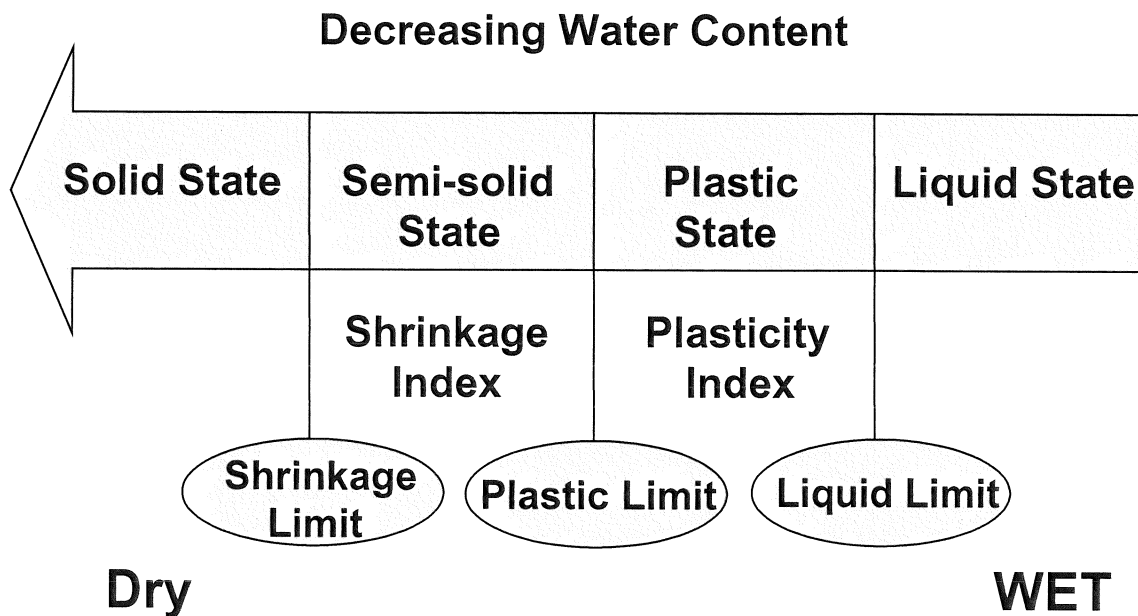 Decreasing Water Content
Solid State
Semi-solid
State
Plastic
State
Liquid State
Shrinkage
Index
Plasticity
Index
Shrinkage
Limit
Plastic Limit
Liquid Limit
Dry
WET